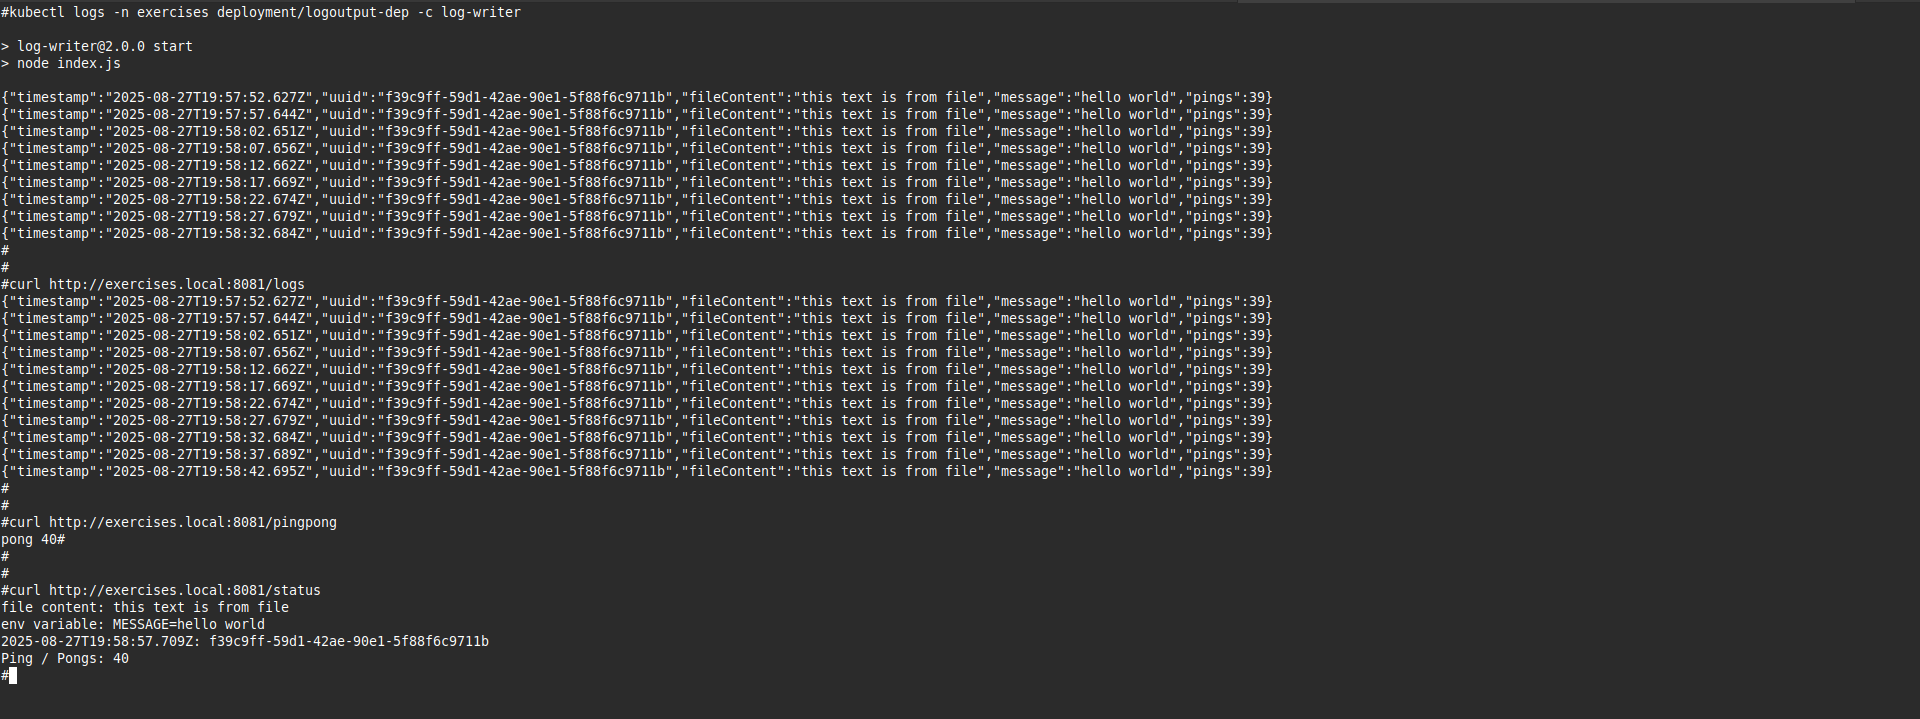 #kubectl logs -n exercises deployment/logoutput-dep -c log-writer
> log-writer@2.0.0 start
> node index.js
{"timestamp":"2025-08-27T19:57:52.627Z","uuid":"f39c9ff-59d1-42ae-90e1-5f88f6c9711b","fileContent":"this text is from file","message":"hello world","pings":39}
{"timestamp":"2025-08-27T19:57:57.644Z","uuid":"f39c9ff-59d1-42ae-90e1-5f88f6c9711b","fileContent":"this text is from file","message":"hello world","pings":39}
{"timestamp":"2025-08-27T19:58:02.651Z","uuid":"f39c9ff-59d1-42ae-90e1-5f88f6c9711b","fileContent":"this text is from file","message":"hello world","pings":39}
{"timestamp":"2025-08-27T19:58:07.656Z","uuid":"f39c9ff-59d1-42ae-90e1-5f88f6c9711b","fileContent":"this text is from file","message":"hello world","pings":39}
{"timestamp":"2025-08-27T19:58:12.662Z","uuid":"f39c9ff-59d1-42ae-90e1-5f88f6c9711b","fileContent":"this text is from file","message":"hello world","pings":39}
{"timestamp":"2025-08-27T19:58:17.669Z","uuid":"f39c9ff-59d1-42ae-90e1-5f88f6c9711b","fileContent":"this text is from file","message":"hello world","pings":39}
{"timestamp":"2025-08-27T19:58:22.674Z","uuid":"f39c9ff-59d1-42ae-90e1-5f88f6c9711b","fileContent":"this text is from file","message":"hello world","pings":39}
{"timestamp":"2025-08-27T19:58:27.679Z","uuid":"f39c9ff-59d1-42ae-90e1-5f88f6c9711b","fileContent":"this text is from file","message":"hello world","pings":39}
{"timestamp":"2025-08-27T19:58:32.684Z","uuid":"f39c9ff-59d1-42ae-90e1-5f88f6c9711b","fileContent":"this text is from file","message":"hello world","pings":39}
#
#
#curl http://exercises.local:8081/logs
{"timestamp":"2025-08-27T19:57:52.627Z","uuid":"f39c9ff-59d1-42ae-90e1-5f88f6c9711b","fileContent":"this text is from file","message":"hello world","pings":39}
{"timestamp":"2025-08-27T19:57:57.644Z","uuid":"f39c9ff-59d1-42ae-90e1-5f88f6c9711b","fileContent":"this text is from file","message":"hello world","pings":39}
{"timestamp":"2025-08-27T19:58:02.651Z","uuid":"f39c9ff-59d1-42ae-90e1-5f88f6c9711b","fileContent":"this text is from file","message":"hello world","pings":39}
{"timestamp":"2025-08-27T19:58:07.656Z","uuid":"f39c9ff-59d1-42ae-90e1-5f88f6c9711b","fileContent":"this text is from file","message":"hello world","pings":39}
{"timestamp":"2025-08-27T19:58:12.662Z","uuid":"f39c9ff-59d1-42ae-90e1-5f88f6c9711b","fileContent":"this text is from file","message":"hello world","pings":39}
{"timestamp":"2025-08-27T19:58:17.669Z","uuid":"f39c9ff-59d1-42ae-90e1-5f88f6c9711b","fileContent":"this text is from file","message":"hello world","pings":39}
{"timestamp":"2025-08-27T19:58:22.674Z","uuid":"f39c9ff-59d1-42ae-90e1-5f88f6c9711b","fileContent":"this text is from file","message":"hello world","pings":39}
{"timestamp":"2025-08-27T19:58:27.679Z","uuid":"f39c9ff-59d1-42ae-90e1-5f88f6c9711b","fileContent":"this text is from file","message":"hello world","pings":39}
{"timestamp":"2025-08-27T19:58:32.684Z","uuid":"f39c9ff-59d1-42ae-90e1-5f88f6c9711b","fileContent":"this text is from file","message":"hello world","pings":39}
{"timestamp":"2025-08-27T19:58:37.689Z","uuid":"f39c9ff-59d1-42ae-90e1-5f88f6c9711b","fileContent":"this text is from file","message":"hello world","pings":39}
{"timestamp":"2025-08-27T19:58:42.695Z","uuid":"f39c9ff-59d1-42ae-90e1-5f88f6c9711b","fileContent":"this text is from file","message":"hello world","pings":39}
#
#
#curl http://exercises.local:8081/pingpong
pong 40#
#
#
#curl http://exercises.local:8081/status
file content: this text is from file
env variable: MESSAGE=hello world
2025-08-27T19:58:57.709Z: f39c9ff-59d1-42ae-90e1-5f88f6c9711b
Ping / Pongs: 40
#